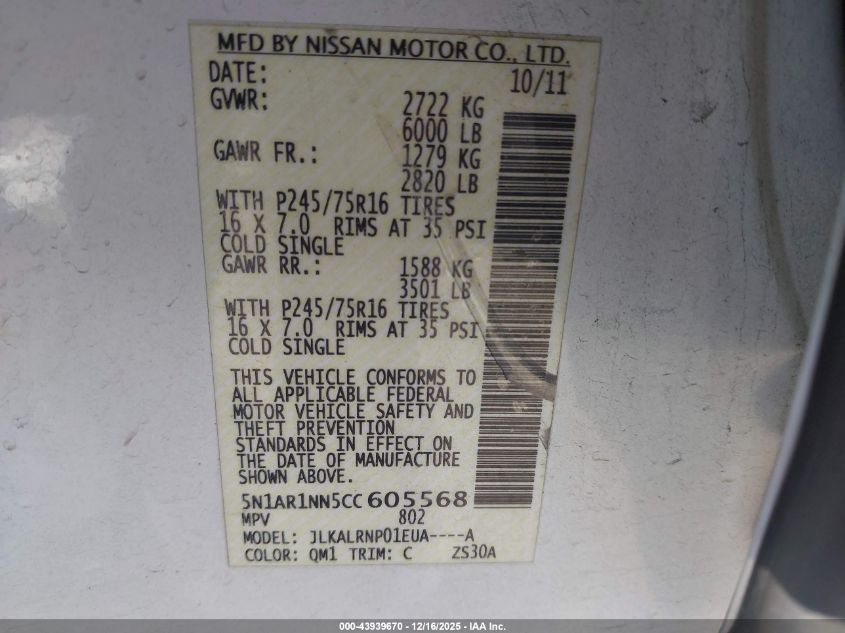 MFD BY NISSAN MOTOR CO., LTD.
DATE: 10/11
GVWR: 2722 KG
6000 LB
GAWR FR.: 1279 KG
2820 LB
WITH P245/75R16 TIRES
16 X 7.0 RIMS AT 35 PSI
COLD SINGLE
GAWR RR.: 1588 KG
3501 LB
WITH P245/75R16 TIRES
16 X 7.0 RIMS AT 35 PSI
COLD SINGLE
THIS VEHICLE CONFORMS TO
ALL APPLICABLE FEDERAL
MOTOR VEHICLE SAFETY AND
THEFT PREVENTION
STANDARDS IN EFFECT ON
THE DATE OF MANUFACTURE
SHOWN ABOVE.
5N1AR1NN5CC605568
MPV 802
MODEL: JLKALRNP01EUA----A
COLOR: QM1 TRIM: C ZS30A
000-43939670 - 12/16/2025 - IAA Inc.